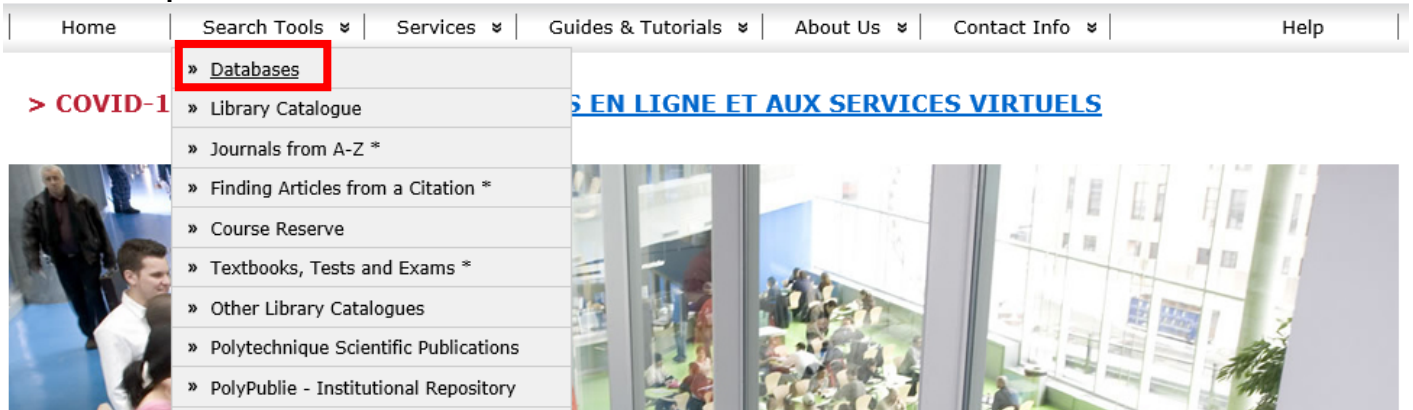 Home Search Tools Services Guides & Tutorials About Us Contact Info Help
» Databases
> COVID-1 S EN LIGNE ET AUX SERVICES VIRTUELS
» Library Catalogue
» Journals from A-Z *
» Finding Articles from a Citation *
» Course Reserve
» Textbooks, Tests and Exams *
» Other Library Catalogues
» Polytechnique Scientific Publications
» PolyPublie - Institutional Repository